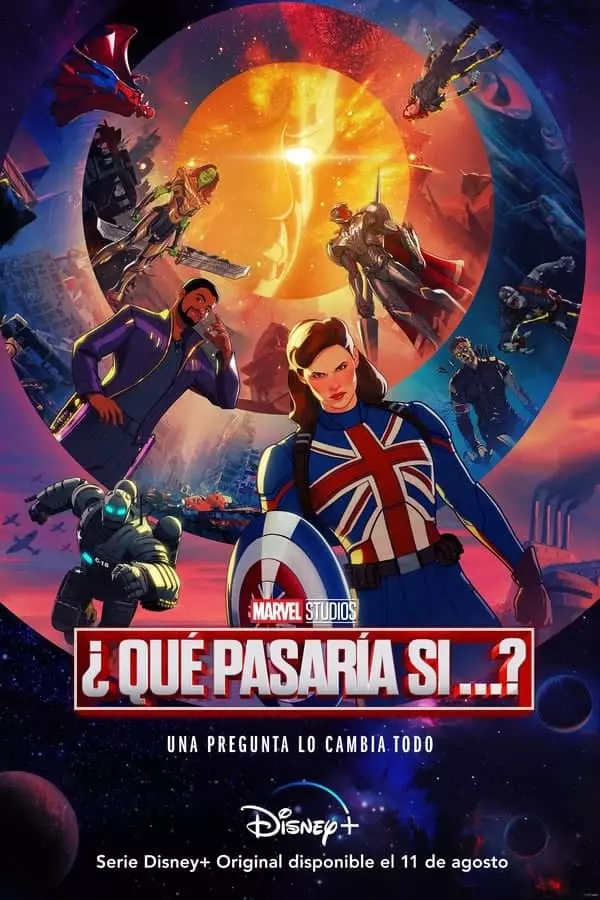 MARVEL STUDIOS
¿QUÉ PASARÍA SI...?
UNA PREGUNTA LO CAMBIA TODO
Disney+
Serie Disney+ Original disponible el 11 de agosto
C-16